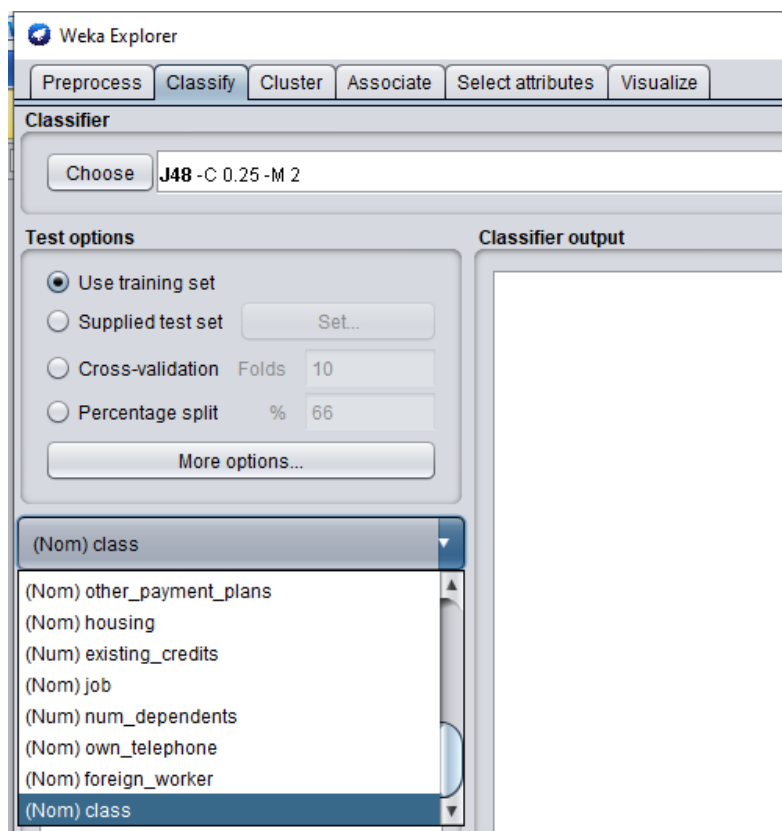 Weka Explorer
Preprocess Classify Cluster Associate Select attributes Visualize
Classifier
Choose J48 -C 0.25 -M 2
Test options
Use training set
Supplied test set Set...
Cross-validation Folds 10
Percentage split % 66
More options...
(Nom) class
(Nom) other_payment_plans
(Nom) housing
(Num) existing_credits
(Nom) job
(Num) num_dependents
(Nom) own_telephone
(Nom) foreign_worker
(Nom) class
Classifier output